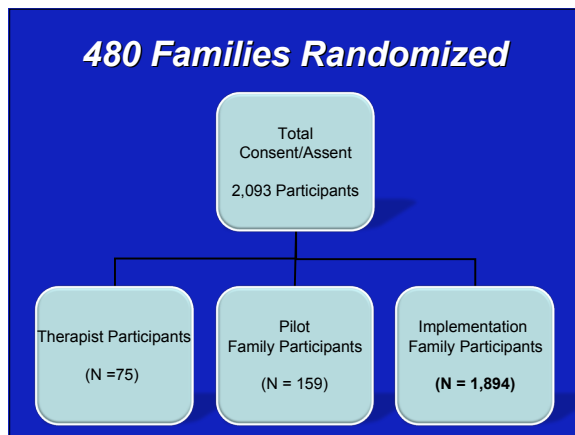 480 Families Randomized
Total
Consent/Assent
2,093 Participants
Therapist Participants
(N =75)
Pilot
Family Participants
(N = 159)
Implementation
Family Participants
(N = 1,894)